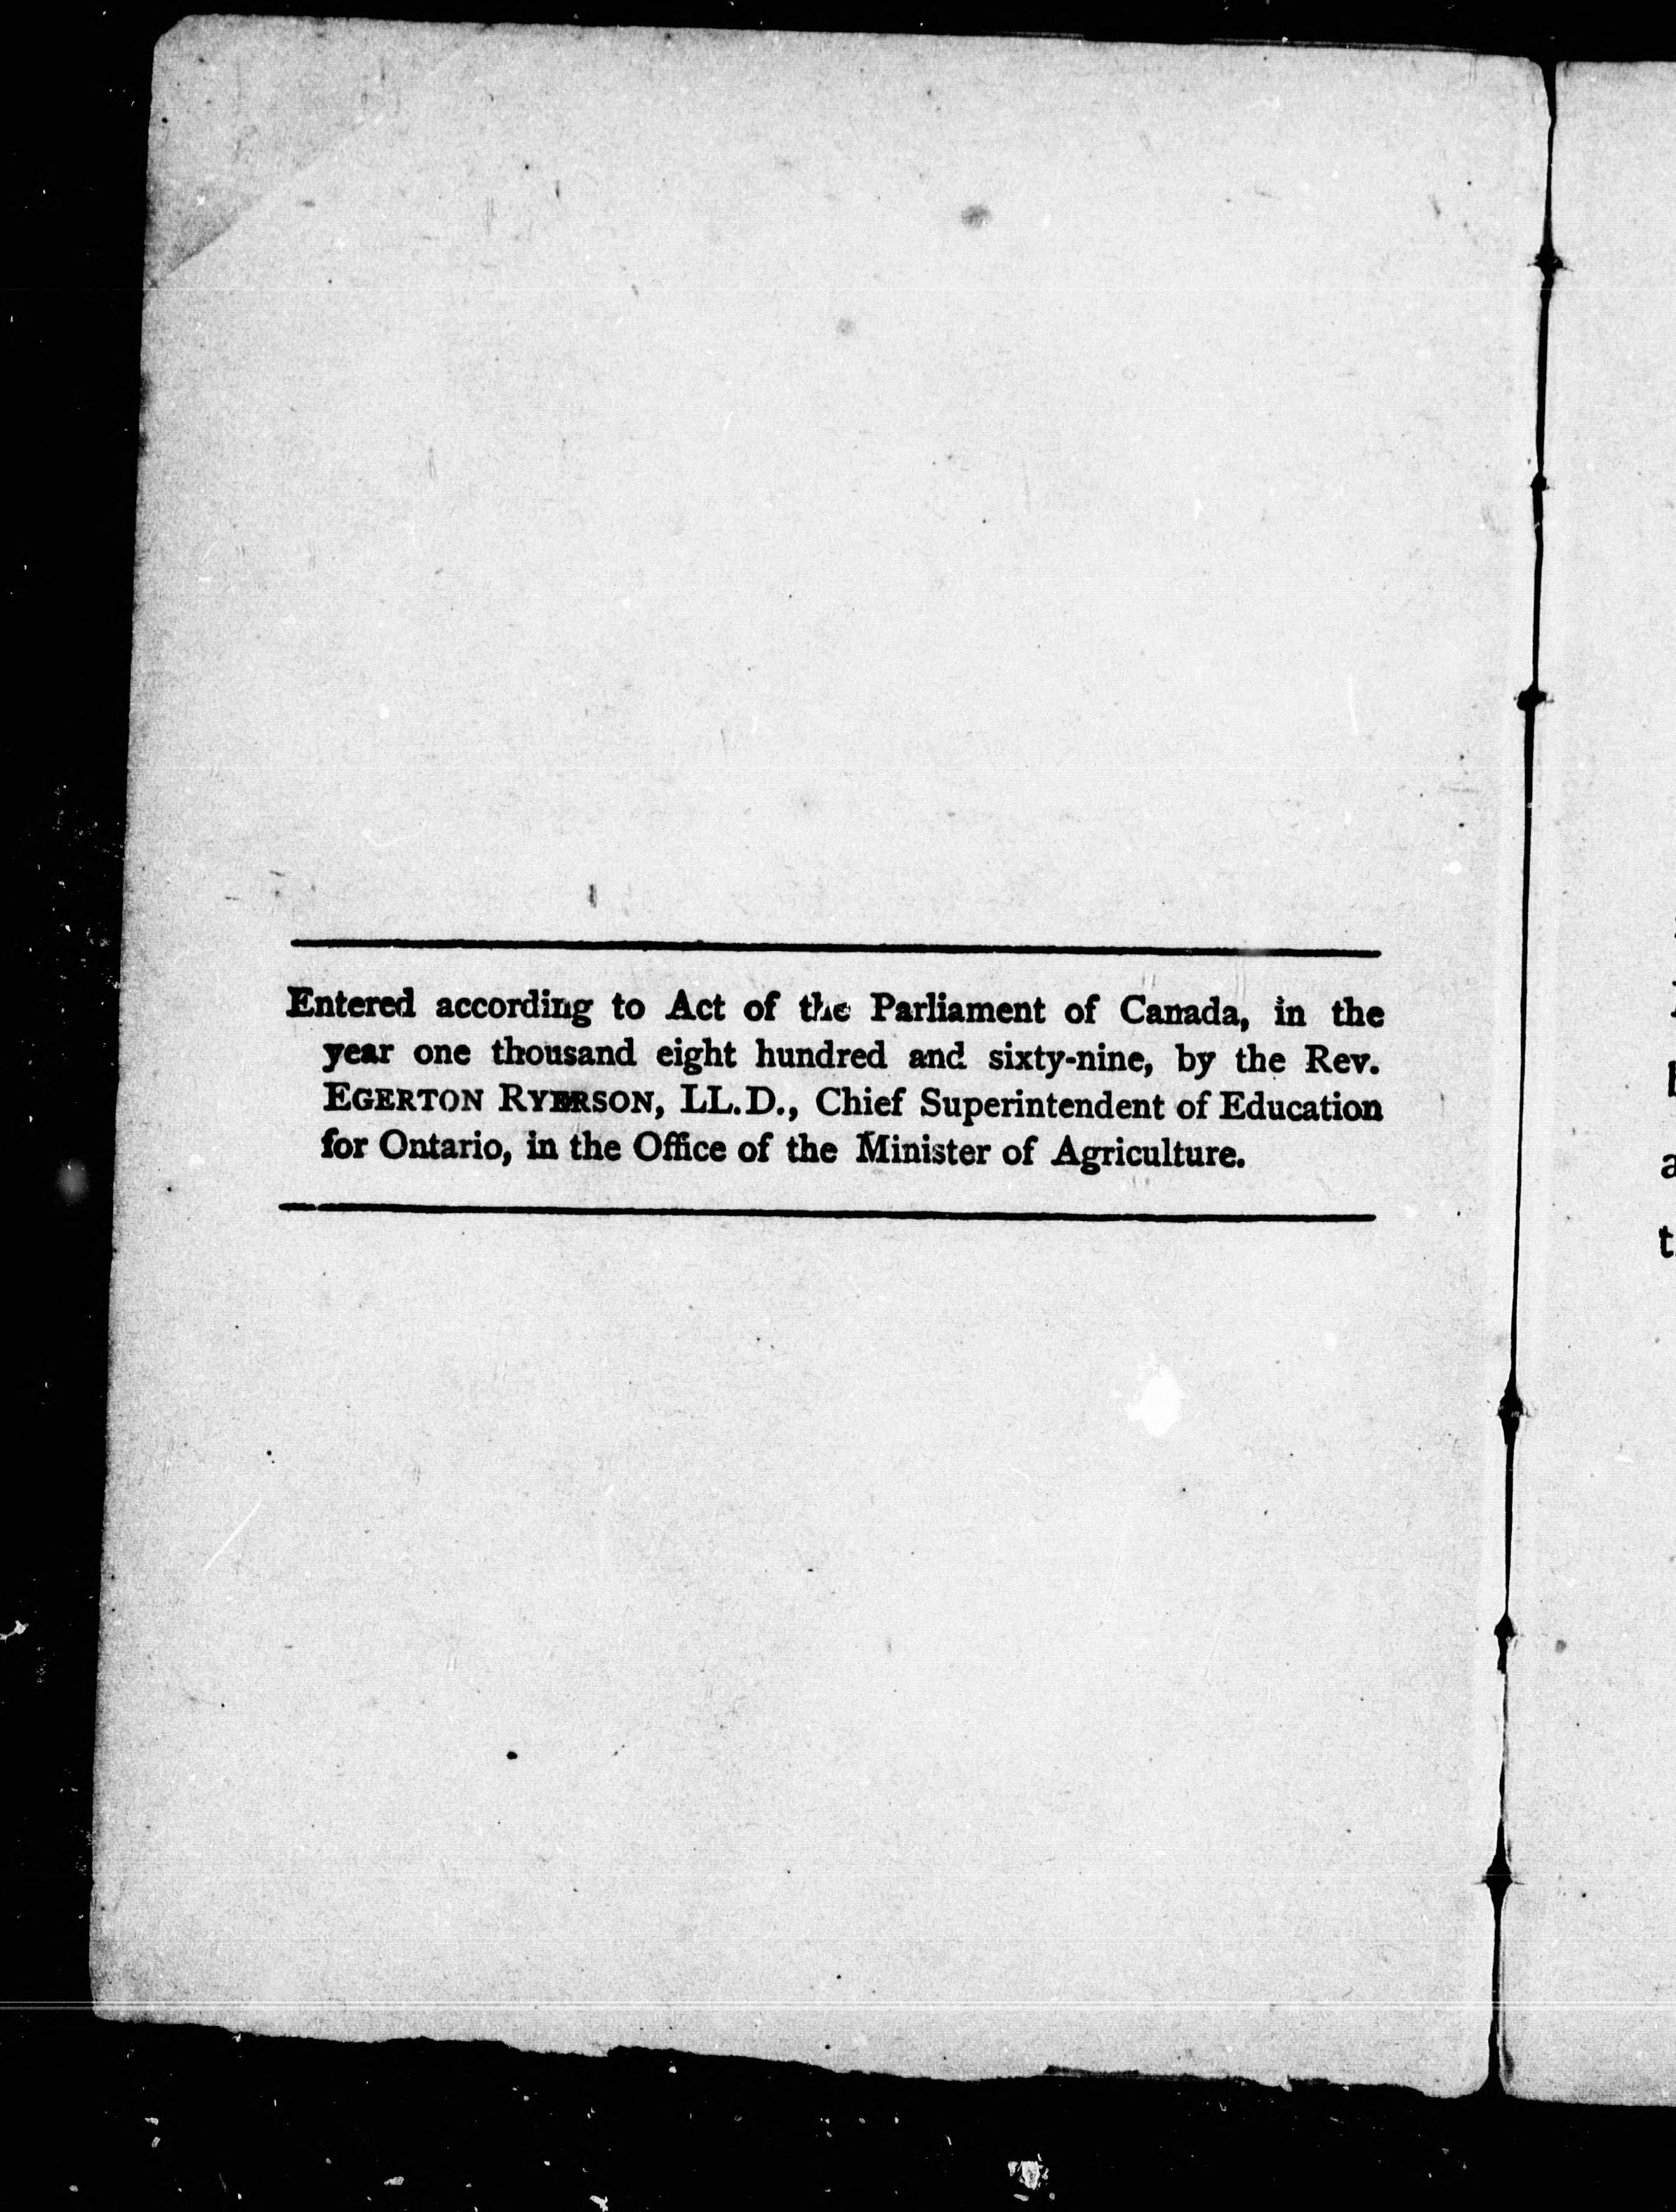 Entered according to Act of the Parliament of Canada, in the
year one thousand eight hundred and sixty-nine, by the Rev.
EGERTON RYERSON, LL.D., Chief Superintendent of Education
for Ontario, in the Office of the Minister of Agriculture.